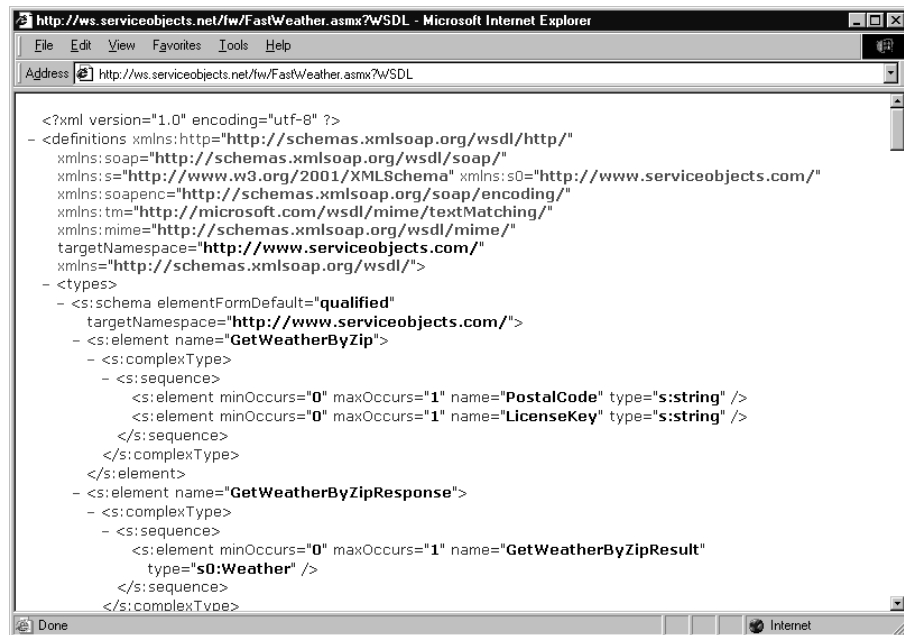 http://ws.serviceobjects.net/fw/FastWeather.asmx?WSDL - Microsoft Internet Explorer
File Edit View Favorites Tools Help
Address http://ws.serviceobjects.net/fw/FastWeather.asmx?WSDL
<?xml version="1.0" encoding="utf-8" ?>
- <definitions xmlns:http="http://schemas.xmlsoap.org/wsdl/http/"
xmlns:soap="http://schemas.xmlsoap.org/wsdl/soap/"
xmlns:s="http://www.w3.org/2001/XMLSchema" xmlns:s0="http://www.serviceobjects.com/"
xmlns:soapenc="http://schemas.xmlsoap.org/soap/encoding/"
xmlns:tm="http://microsoft.com/wsdl/mime/textMatching/"
xmlns:mime="http://schemas.xmlsoap.org/wsdl/mime/"
targetNamespace="http://www.serviceobjects.com/"
xmlns="http://schemas.xmlsoap.org/wsdl/">
- <types>
- <s:schema elementFormDefault="qualified"
targetNamespace="http://www.serviceobjects.com/">
- <s:element name="GetWeatherByZip">
- <s:complexType>
- <s:sequence>
<s:element minOccurs="0" maxOccurs="1" name="PostalCode" type="s:string" />
<s:element minOccurs="0" maxOccurs="1" name="LicenseKey" type="s:string" />
</s:sequence>
</s:complexType>
</s:element>
- <s:element name="GetWeatherByZipResponse">
- <s:complexType>
- <s:sequence>
<s:element minOccurs="0" maxOccurs="1" name="GetWeatherByZipResult"
type="s0:Weather" />
</s:sequence>
</s:complexType>
Done Internet